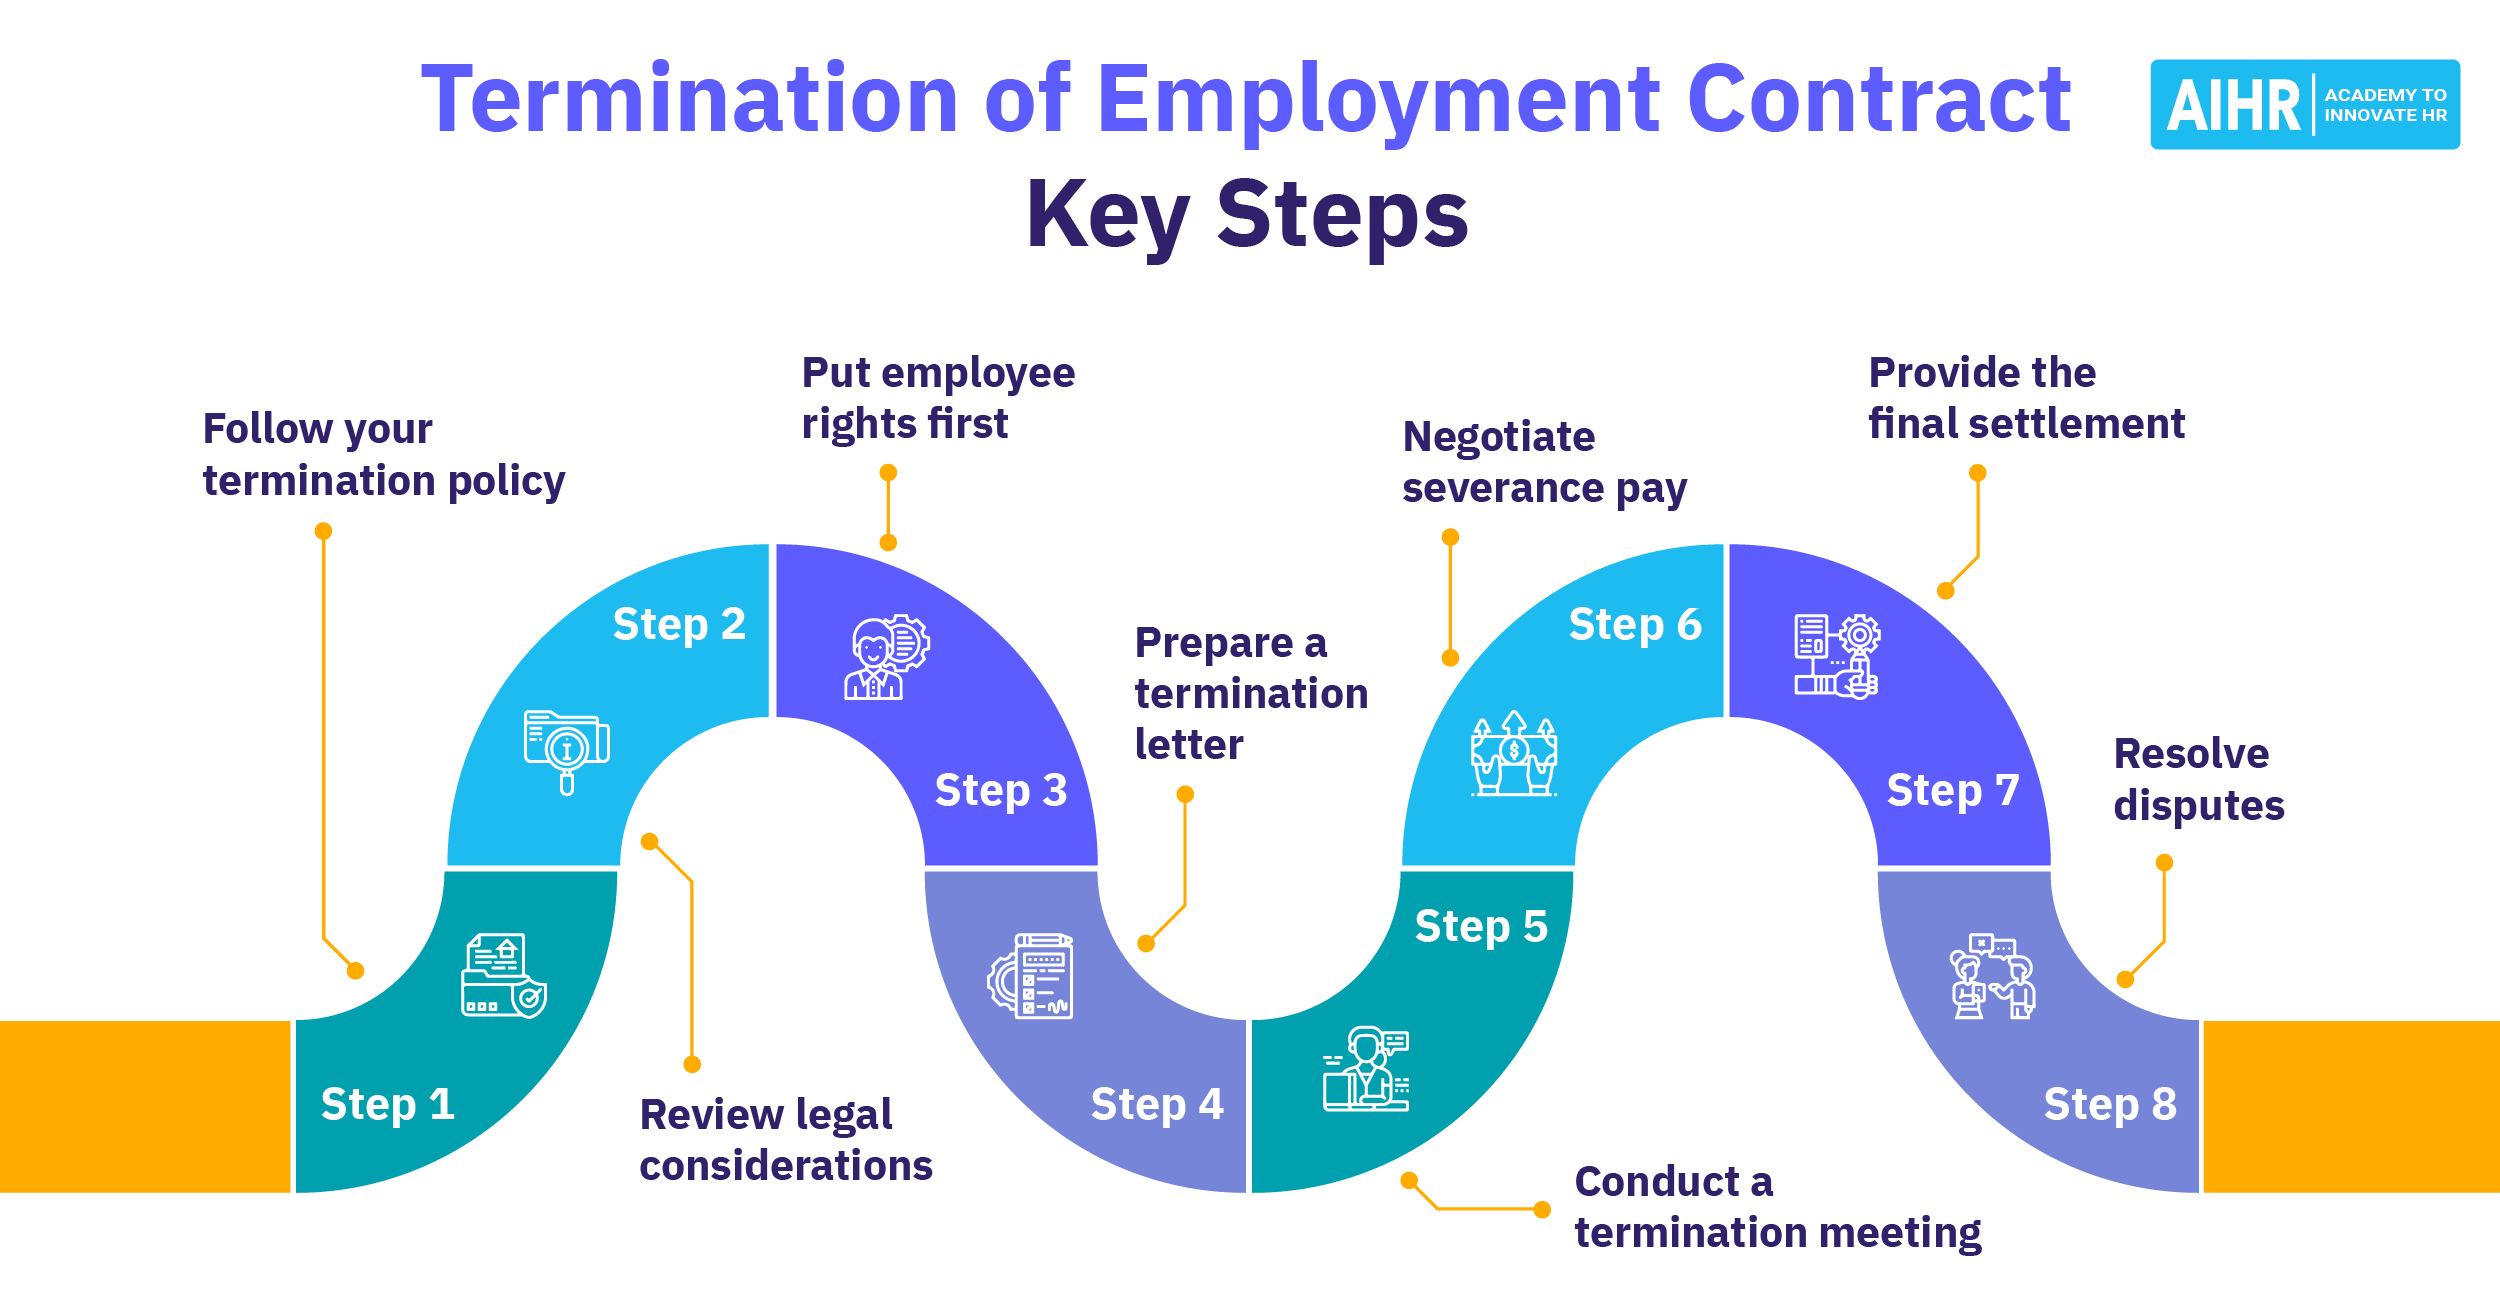 Termination of Employment Contract
Key Steps
AIHR
ACADEMY TO
INNOVATE HR
Step 1
Follow your
termination policy
Step 2
Review legal
considerations
Step 3
Put employee
rights first
Step 4
Prepare a
termination
letter
Step 5
Conduct a
termination meeting
Step 6
Negotiate
severance pay
Step 7
Provide the
final settlement
Step 8
Resolve
disputes